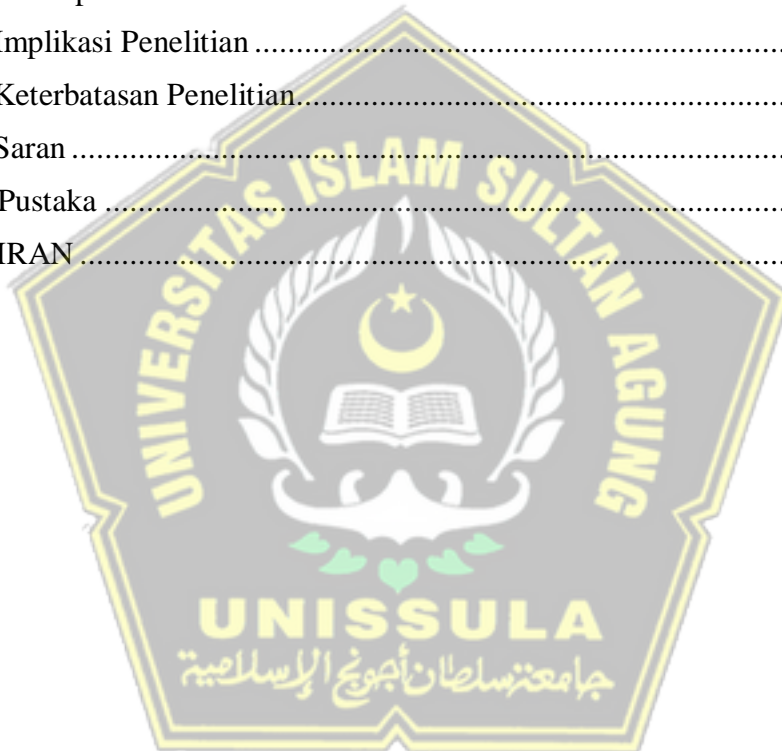 Implikasi Penelitian ........................................................................
Keterbatasan Penelitian........................................................................
Saran ........................................................................
Pustaka ........................................................................
IRAN ........................................................................
UNIVERSITAS ISLAM SULTAN AGUNG
UNISSULA
جامعة سلطان أجونج الإسلامية